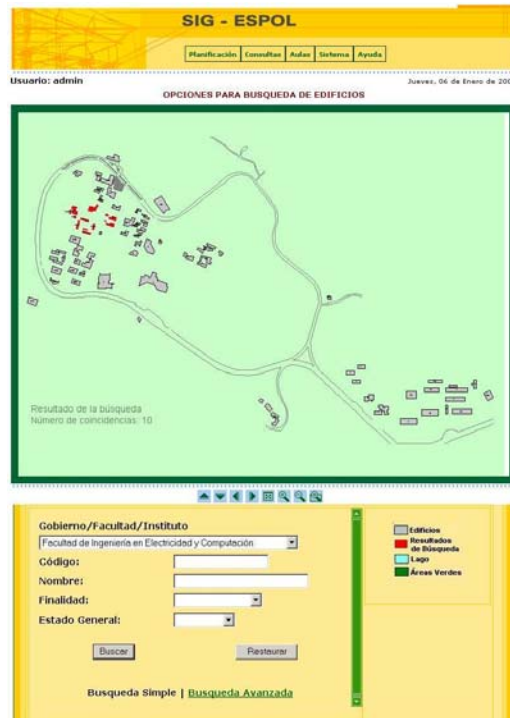 SIG - ESPOL
Planificación Consultas Aulas Sistema Ayuda
Usuario: admin
Jueves, 06 de Enero de 200
OPCIONES PARA BUSQUEDA DE EDIFICIOS
Resultado de la búsqueda
Número de coincidencias: 10
Gobierno/Facultad/Instituto
Facultad de Ingeniería en Electricidad y Computación
Código:
Nombre:
Finalidad:
Estado General:
Buscar Restaurar
Busqueda Simple | Busqueda Avanzada
Edificios
Resultados
de Búsqueda
Lago
Áreas Verdes